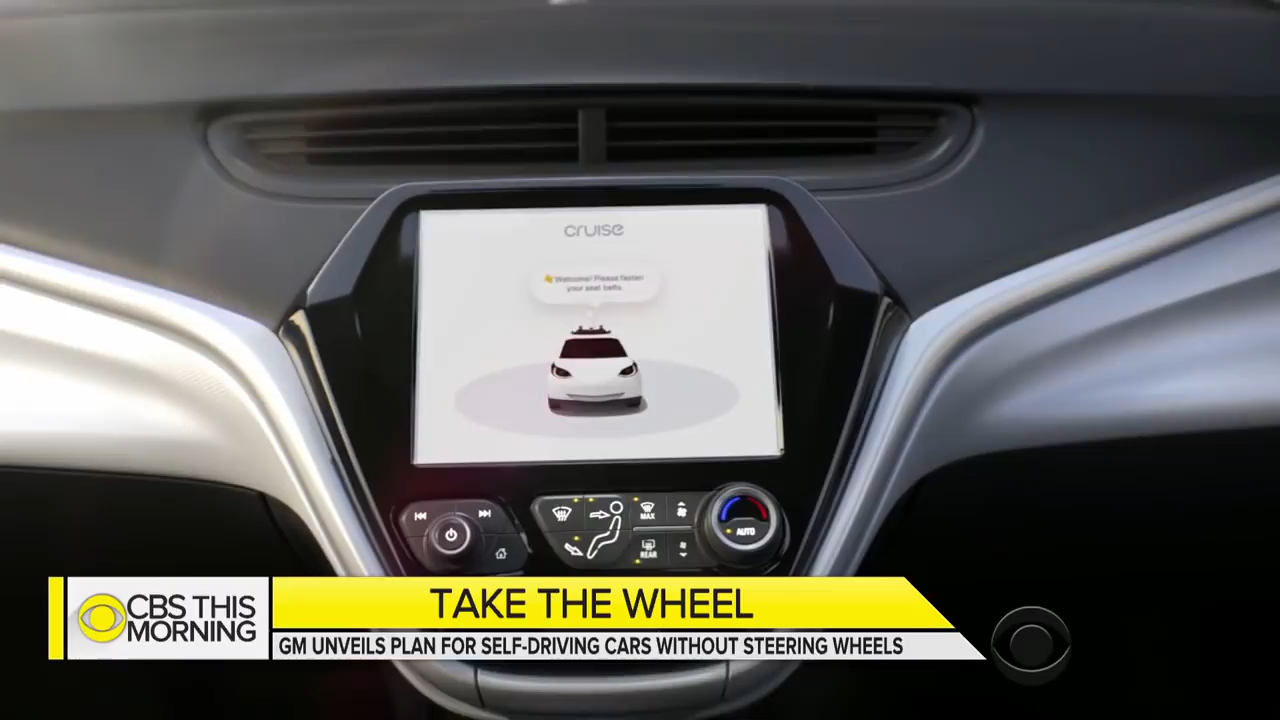 cruise
Welcome! Please fasten
your seat belts.
MAX
AUTO
REAR
CBS THIS
MORNING
TAKE THE WHEEL
GM UNVEILS PLAN FOR SELF-DRIVING CARS WITHOUT STEERING WHEELS